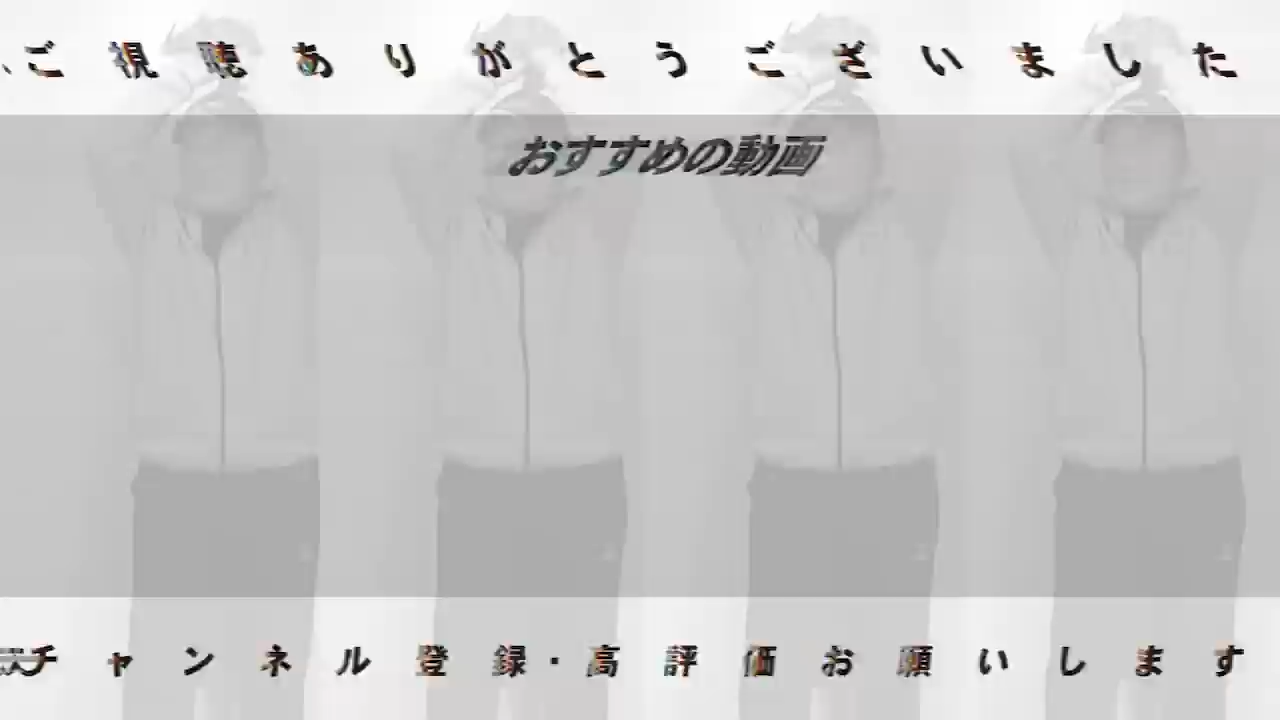 ご視聴ありがとうございました
おすすめの動画
チャンネル登録・高評価お願いします